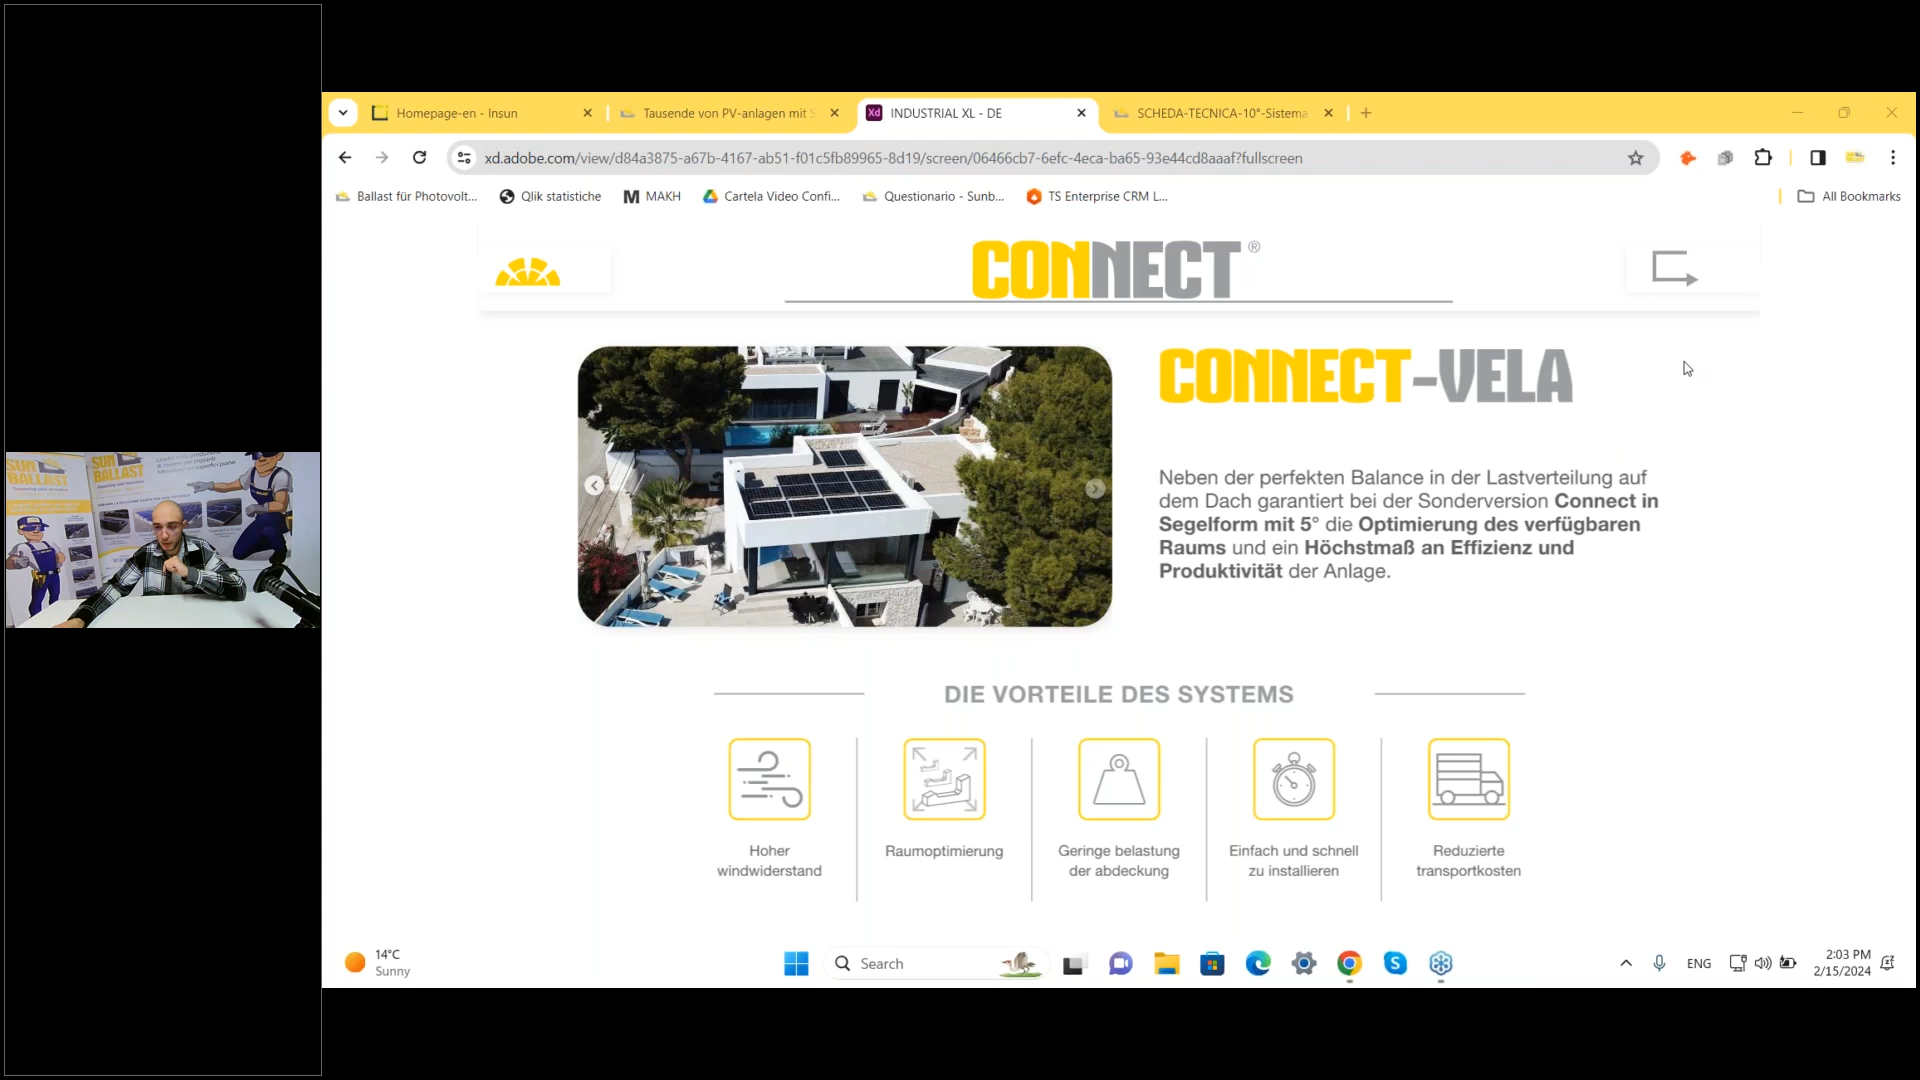 Homepage-en - Insun
Tausende von PV-anlagen mit S
INDUSTRIAL XL - DE
SCHEDA-TECNICA-10°-Sistema
xd.adobe.com/view/d84a3875-a67b-4167-ab51-f01c5fb89965-8d19/screen/06466cb7-6efc-4eca-ba65-93e44cd8aaaf?fullscreen
Ballast für Photovolt...
Qlik statistiche
MAKH
Cartela Video Confi...
Questionario - Sunb...
TS Enterprise CRM L...
All Bookmarks
CONNECT®
CONNECT-VELA
Neben der perfekten Balance in der Lastverteilung auf
dem Dach garantiert bei der Sonderversion Connect in
Segelform mit 5° die Optimierung des verfügbaren
Raums und ein Höchstmaß an Effizienz und
Produktivität der Anlage.
SUN
BALLAST
SUN
BALLAST
DIE VORTEILE DES SYSTEMS
Hoher
windwiderstand
Raumoptimierung
Geringe belastung
der abdeckung
Einfach und schnell
zu installieren
Reduzierte
transportkosten
14°C
Sunny
Search
ENG
2:03 PM
2/15/2024